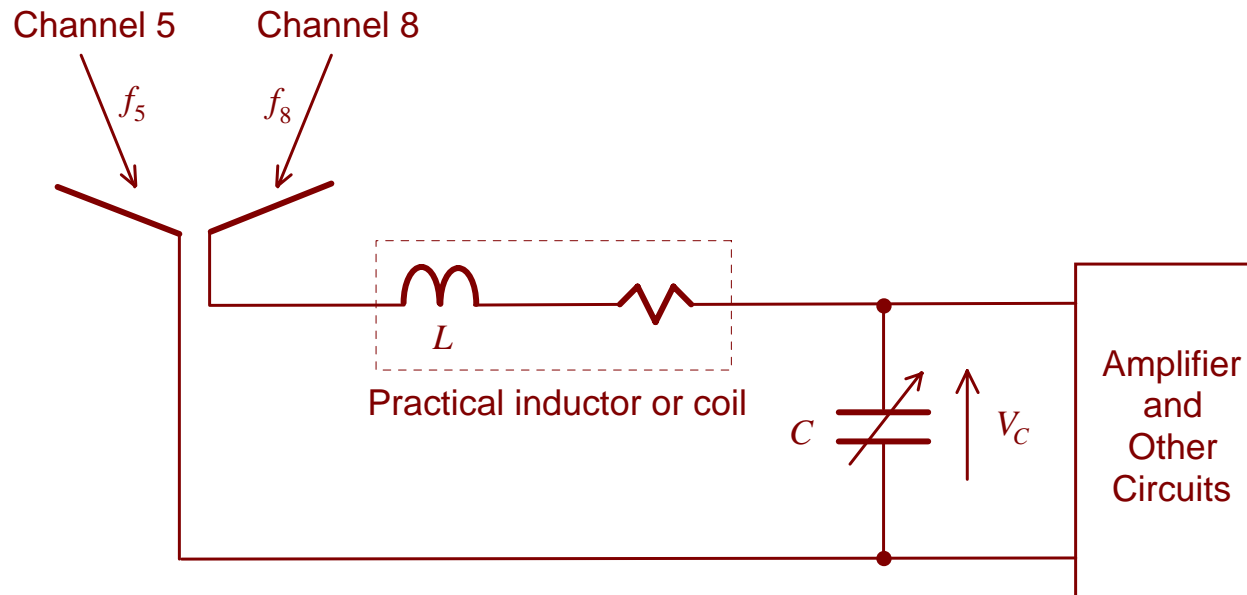 Channel 5
Channel 8
f5
f8
L
Practical inductor or coil
C
VC
Amplifier
and
Other
Circuits